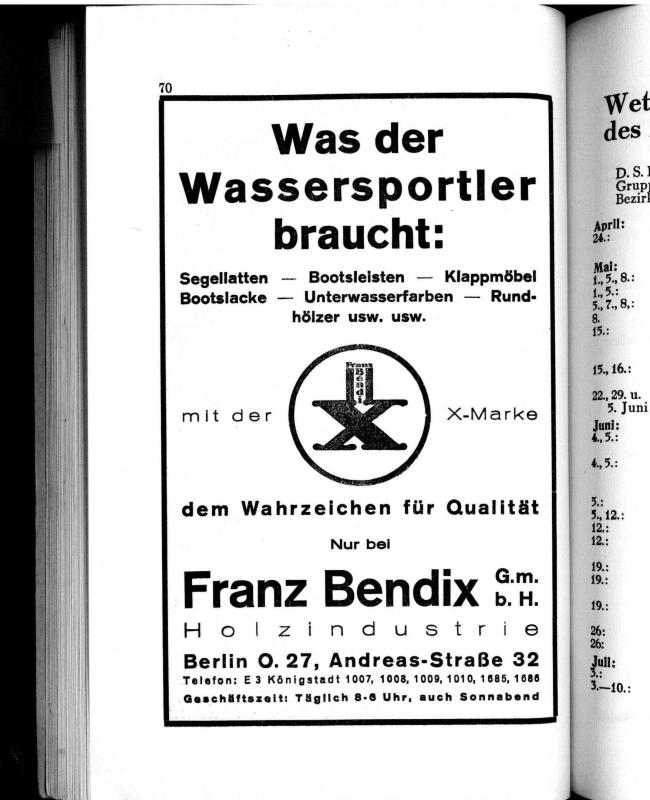 70
Was der
Wassersportler
braucht:
Segellatten — Bootsleisten — Klappmöbel
Bootslacke — Unterwasserfarben — Rund-
hölzer usw. usw.
Franz
Bendix
mit der X-Marke
dem Wahrzeichen für Qualität
Nur bei
Franz Bendix G.m.
b. H.
Holzindustrie
Berlin O. 27, Andreas-Straße 32
Telefon: E 3 Königstadt 1007, 1008, 1009, 1010, 1685, 1686
Geschäftszeit: Täglich 8-6 Uhr, auch Sonnabend
Wet
des
D. S.
Grupp
Bezirk
April:
24.:
Mai:
1., 5., 8.:
1., 5.:
5., 7., 8.:
8.
15.:
15., 16.:
22., 29. u.
5. Juni
Juni:
4., 5.:
4., 5.:
5.:
5., 12.:
12.:
12.:
19.:
19.:
19.:
26:
26:
Juli:
3.:
3.—10.: